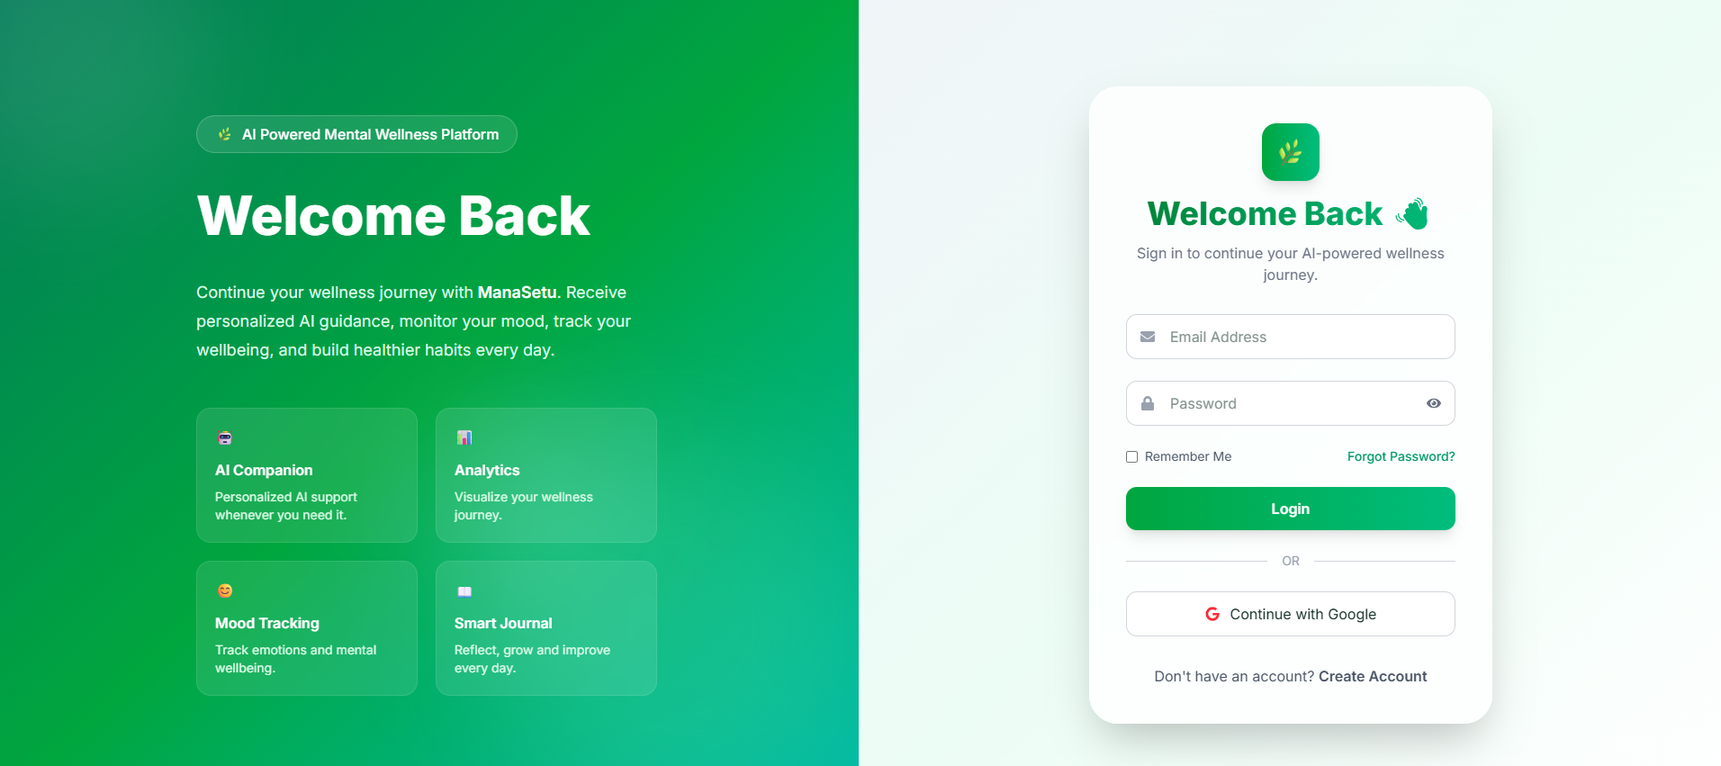 AI Powered Mental Wellness Platform
Welcome Back
Continue your wellness journey with ManaSetu. Receive
personalized AI guidance, monitor your mood, track your
wellbeing, and build healthier habits every day.
AI Companion
Personalized AI support
whenever you need it.
Analytics
Visualize your wellness
journey.
Mood Tracking
Track emotions and mental
wellbeing.
Smart Journal
Reflect, grow and improve
every day.
Welcome Back
Sign in to continue your AI-powered wellness
journey.
Email Address
Password
Remember Me
Forgot Password?
Login
OR
Continue with Google
Don't have an account? Create Account